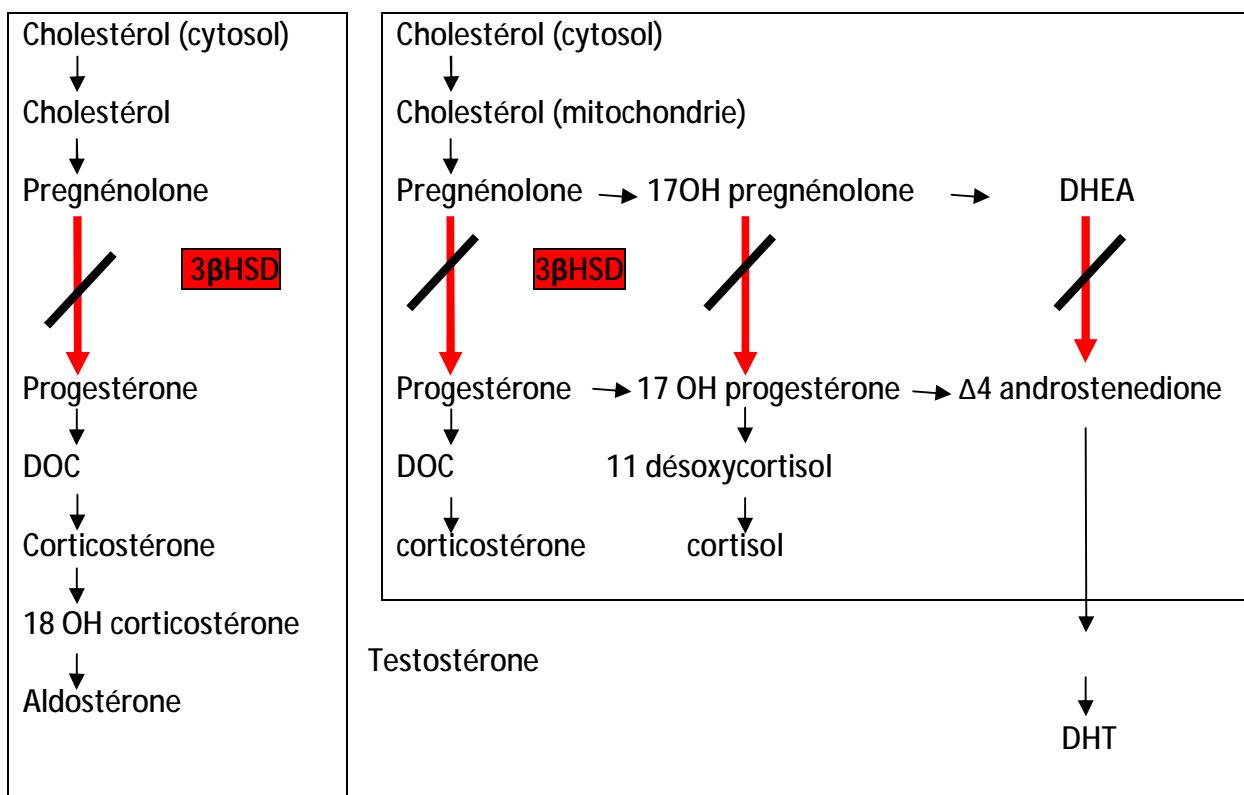 Cholestérol (cytosol)
Cholestérol
Pregnénolone
3βHSD
Progestérone
DOC
Corticostérone
18 OH corticostérone
Aldostérone
Cholestérol (cytosol)
Cholestérol (mitochondrie)
Pregnénolone 17OH pregnénolone DHEA
3βHSD
Progestérone 17 OH progestérone Δ4 androstenedione
DOC 11 désoxycortisol
corticostérone cortisol
Testostérone
DHT